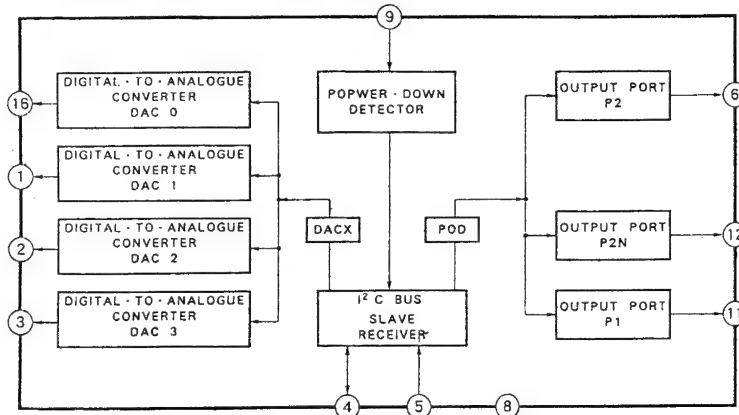 9
DIGITAL·TO·ANALOGUE
CONVERTER
DAC 0
16
POPWER·DOWN
DETECTOR
OUTPUT PORT
P2
6
DIGITAL·TO·ANALOGUE
CONVERTER
DAC 1
1
DIGITAL·TO·ANALOGUE
CONVERTER
DAC 2
2
DACX
POD
OUTPUT PORT
P2N
12
DIGITAL·TO·ANALOGUE
CONVERTER
DAC 3
3
I² C BUS
SLAVE
RECEIVER
OUTPUT PORT
P1
11
4
5
8